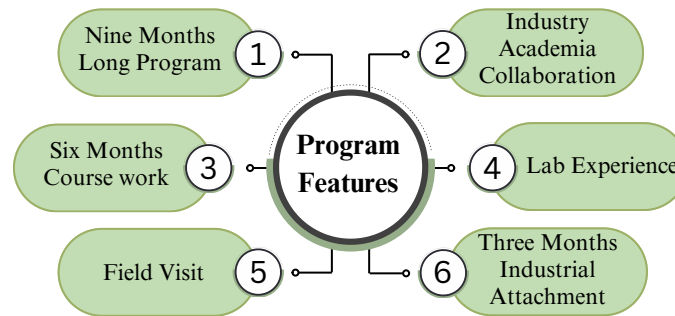 Nine Months
Long Program
1
2
Industry
Academia
Collaboration
Program
Features
Six Months
Course work
3
4
Lab Experience
Field Visit
5
6
Three Months
Industrial
Attachment